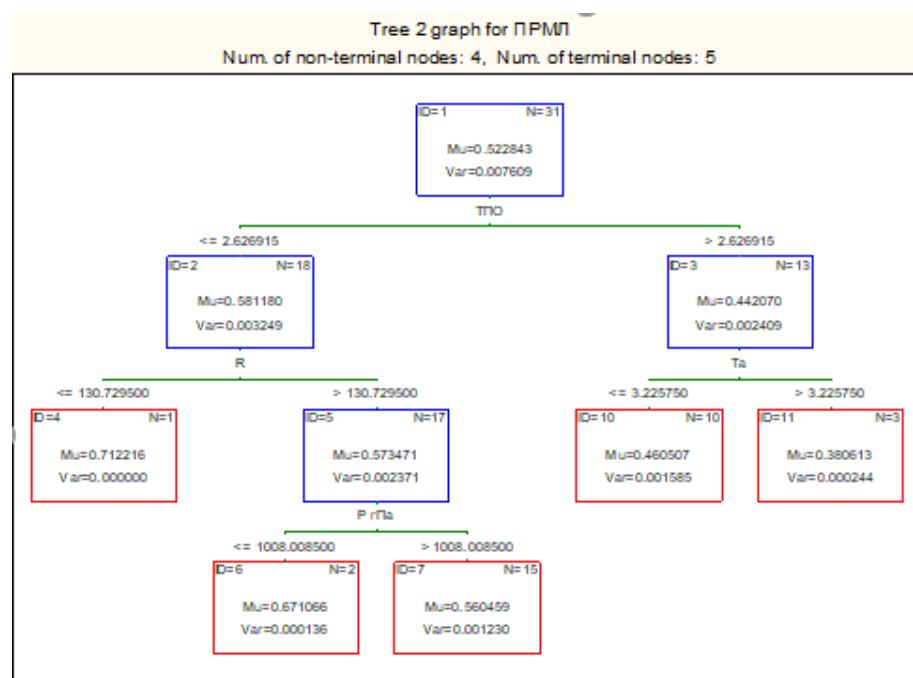 Tree 2 graph for ПРМЛ
Num. of non-terminal nodes: 4, Num. of terminal nodes: 5
ID=1 N=31
Mu=0.522843
Var=0.007609
ТПО
<= 2.626915 > 2.626915
ID=2 N=18 ID=3 N=13
Mu=0.581180 Mu=0.442070
Var=0.003249 Var=0.002409
R Ta
<= 130.729500 > 130.729500 <= 3.225750 > 3.225750
ID=4 N=1 ID=5 N=17 ID=10 N=10 ID=11 N=3
Mu=0.712216 Mu=0.573471 Mu=0.460507 Mu=0.380613
Var=0.000000 Var=0.002371 Var=0.001585 Var=0.000244
P гПа
<= 1008.008500 > 1008.008500
ID=6 N=2 ID=7 N=15
Mu=0.671066 Mu=0.560459
Var=0.000136 Var=0.001230